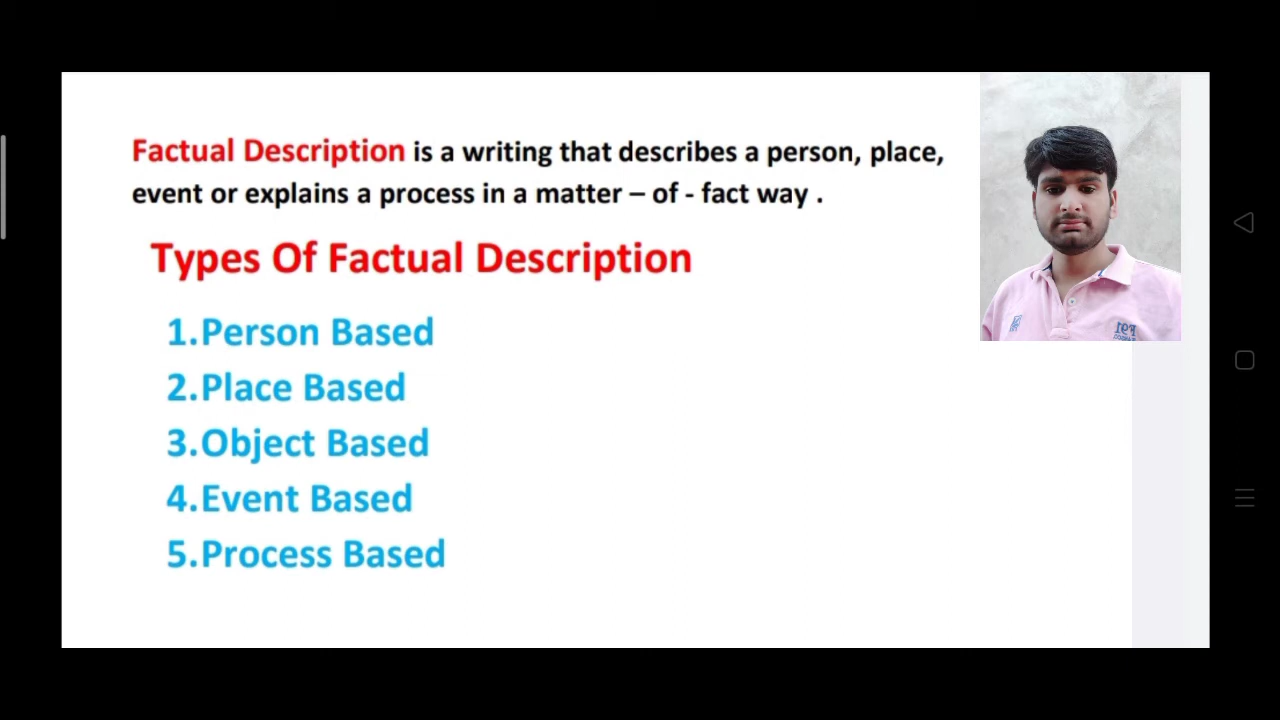 Factual Description is a writing that describes a person, place,
event or explains a process in a matter – of - fact way .
Types Of Factual Description
1.Person Based
2.Place Based
3.Object Based
4.Event Based
5.Process Based